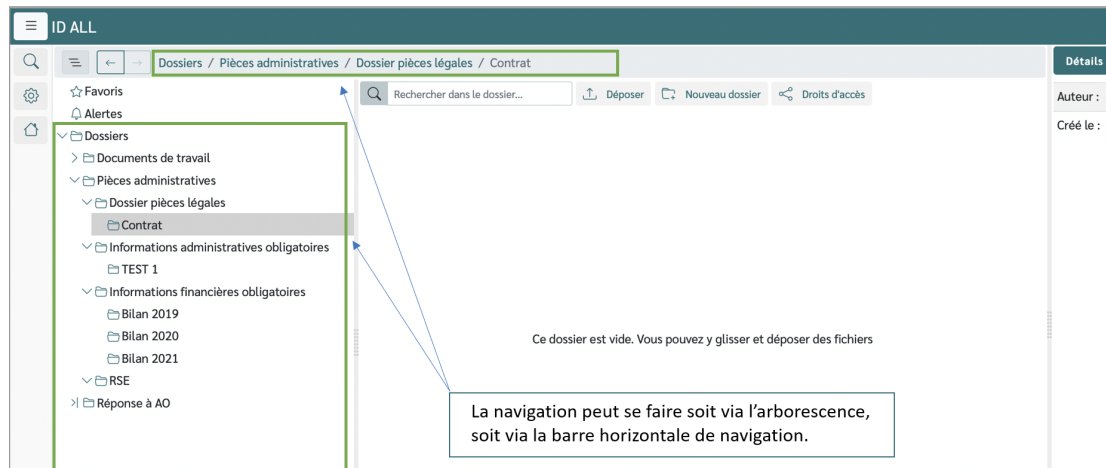 ID ALL
Dossiers / Pièces administratives / Dossier pièces légales / Contrat
Détails
Favoris
Alertes
Dossiers
Documents de travail
Pièces administratives
Dossier pièces légales
Contrat
Informations administratives obligatoires
TEST 1
Informations financières obligatoires
Bilan 2019
Bilan 2020
Bilan 2021
RSE
Réponse à AO
Rechercher dans le dossier...
Déposer
Nouveau dossier
Droits d'accès
Auteur :
Créé le :
Ce dossier est vide. Vous pouvez y glisser et déposer des fichiers
La navigation peut se faire soit via l’arborescence,
soit via la barre horizontale de navigation.